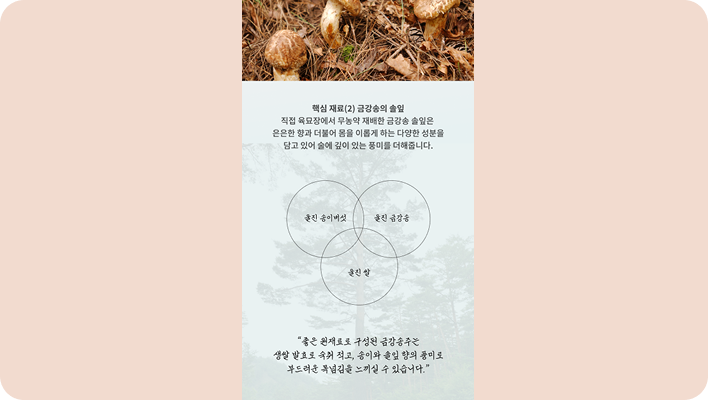 핵심 재료(2) 금강송의 솔잎
직접 육묘장에서 무농약 재배한 금강송 솔잎은
은은한 향과 더불어 몸을 이롭게 하는 다양한 성분을
담고 있어 술에 깊이 있는 풍미를 더해줍니다.
울진 송이버섯
울진 금강송
울진 쌀
“좋은 원재료로 구성된 금강송주는
생쌀 발효로 숙취 적고, 송이와 솔잎 향의 풍미로
부드러운 목넘김을 느끼실 수 있습니다.”